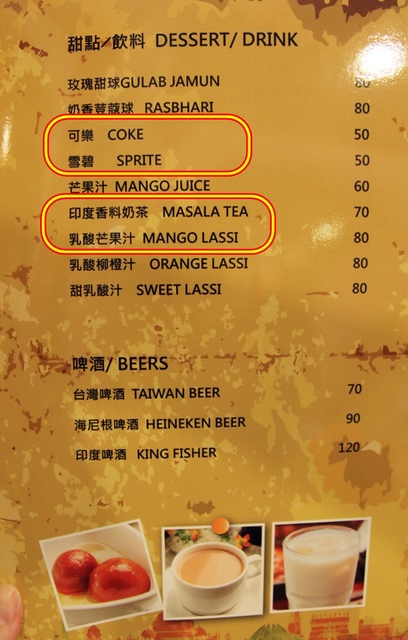 甜點/飲料 DESSERT/ DRINK
玫瑰甜球GULAB JAMUN 80
奶香荳蔻球 RASBHARI 80
可樂 COKE 50
雪碧 SPRITE 50
芒果汁 MANGO JUICE 60
印度香料奶茶 MASALA TEA 70
乳酸芒果汁 MANGO LASSI 80
乳酸柳橙汁 ORANGE LASSI 80
甜乳酸汁 SWEET LASSI 80
啤酒/ BEERS
台灣啤酒 TAIWAN BEER 70
海尼根啤酒 HEINEKEN BEER 90
印度啤酒 KING FISHER 120